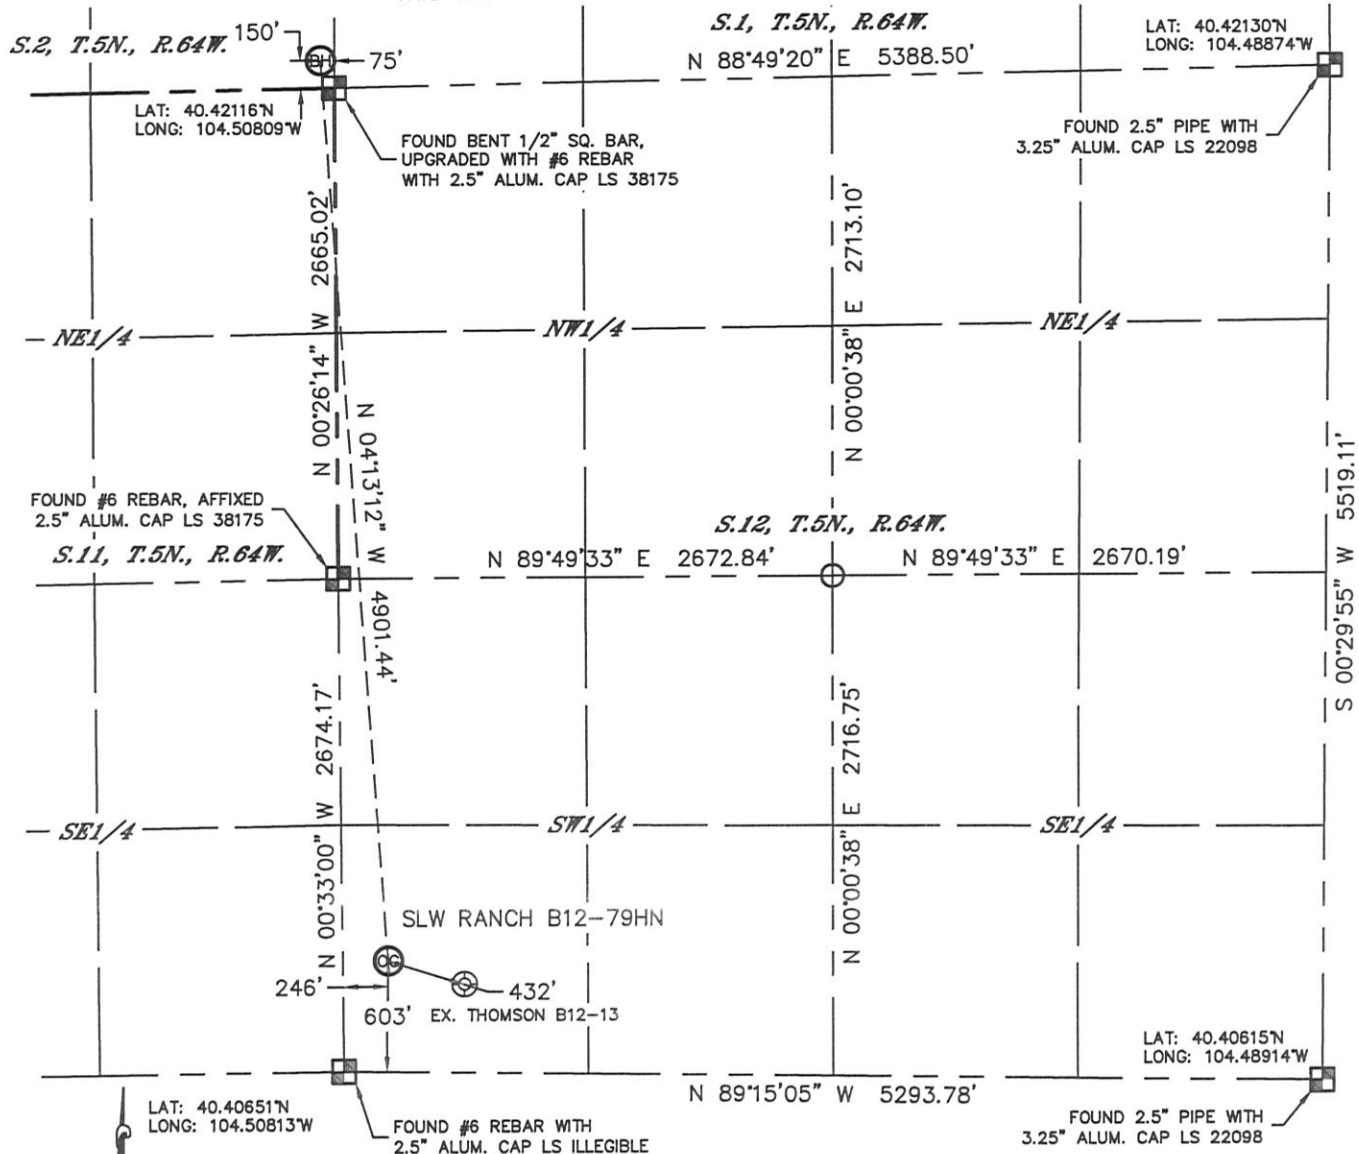 S.2, T.5N., R.64W.
150'
BH
75'
S.1, T.5N., R.64W.
N 88°49'20" E 5388.50'
LAT: 40.42130°N
LONG: 104.48874°W
LAT: 40.42116°N
LONG: 104.50809°W
FOUND BENT 1/2" SQ. BAR,
UPGRADED WITH #6 REBAR
WITH 2.5" ALUM. CAP LS 38175
FOUND 2.5" PIPE WITH
3.25" ALUM. CAP LS 22098
N 00°26'14" W 2665.02'
N 00°00'38" E 2713.10'
NE1/4
NW1/4
NE1/4
N 04°13'12" W 4901.44'
S 00°29'55" W 5519.11'
FOUND #6 REBAR, AFFIXED
2.5" ALUM. CAP LS 38175
S.11, T.5N., R.64W.
S.12, T.5N., R.64W.
N 89°49'33" E 2672.84'
N 89°49'33" E 2670.19'
N 00°33'00" W 2674.17'
N 00°00'38" E 2716.75'
SE1/4
SW1/4
SE1/4
SLW RANCH B12-79HN
OG
246'
432'
603'
EX. THOMSON B12-13
LAT: 40.40615°N
LONG: 104.48914°W
N 89°15'05" W 5293.78'
LAT: 40.40651°N
LONG: 104.50813°W
FOUND #6 REBAR WITH
2.5" ALUM. CAP LS ILLEGIBLE
FOUND 2.5" PIPE WITH
3.25" ALUM. CAP LS 22098